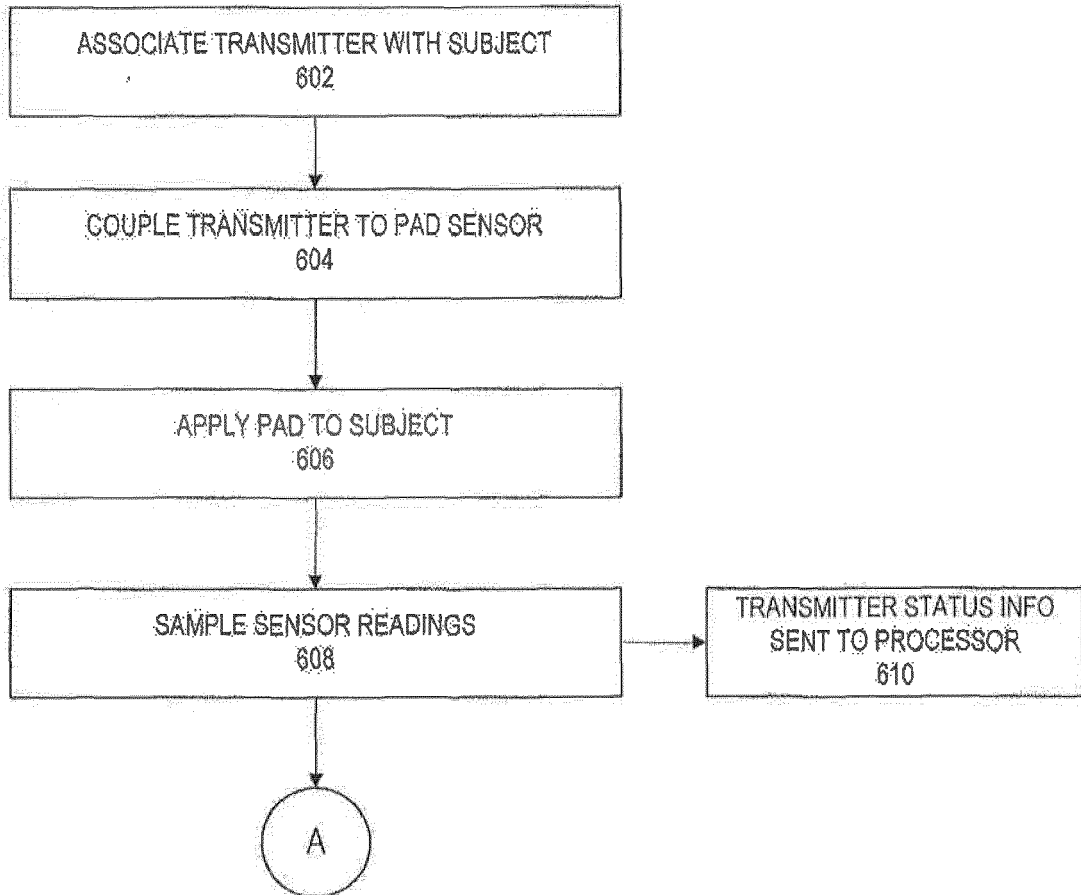 ASSOCIATE TRANSMITTER WITH SUBJECT
602
COUPLE TRANSMITTER TO PAD SENSOR
604
APPLY PAD TO SUBJECT
606
SAMPLE SENSOR READINGS
608
TRANSMITTER STATUS INFO
SENT TO PROCESSOR
610
A